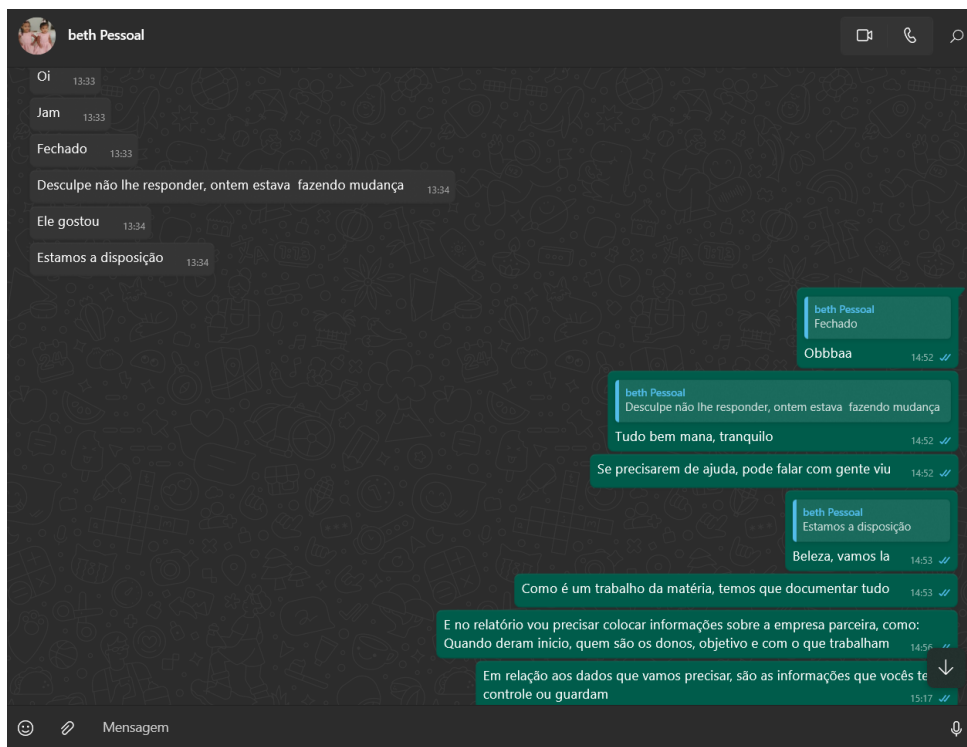 beth Pessoal
Oi 13:33
Jam 13:33
Fechado 13:33
Desculpe não lhe responder, ontem estava fazendo mudança 13:34
Ele gostou 13:34
Estamos a disposição 13:34
beth Pessoal
Fechado
Obbbaa 14:52
beth Pessoal
Desculpe não lhe responder, ontem estava fazendo mudança
Tudo bem mana, tranquilo 14:52
Se precisarem de ajuda, pode falar com gente viu 14:52
beth Pessoal
Estamos a disposição
Beleza, vamos la 14:53
Como é um trabalho da matéria, temos que documentar tudo 14:53
E no relatório vou precisar colocar informações sobre a empresa parceira, como:
Quando deram inicio, quem são os donos, objetivo e com o que trabalham 14:56
Em relação aos dados que vamos precisar, são as informações que vocês te
controle ou guardam 15:17
Mensagem